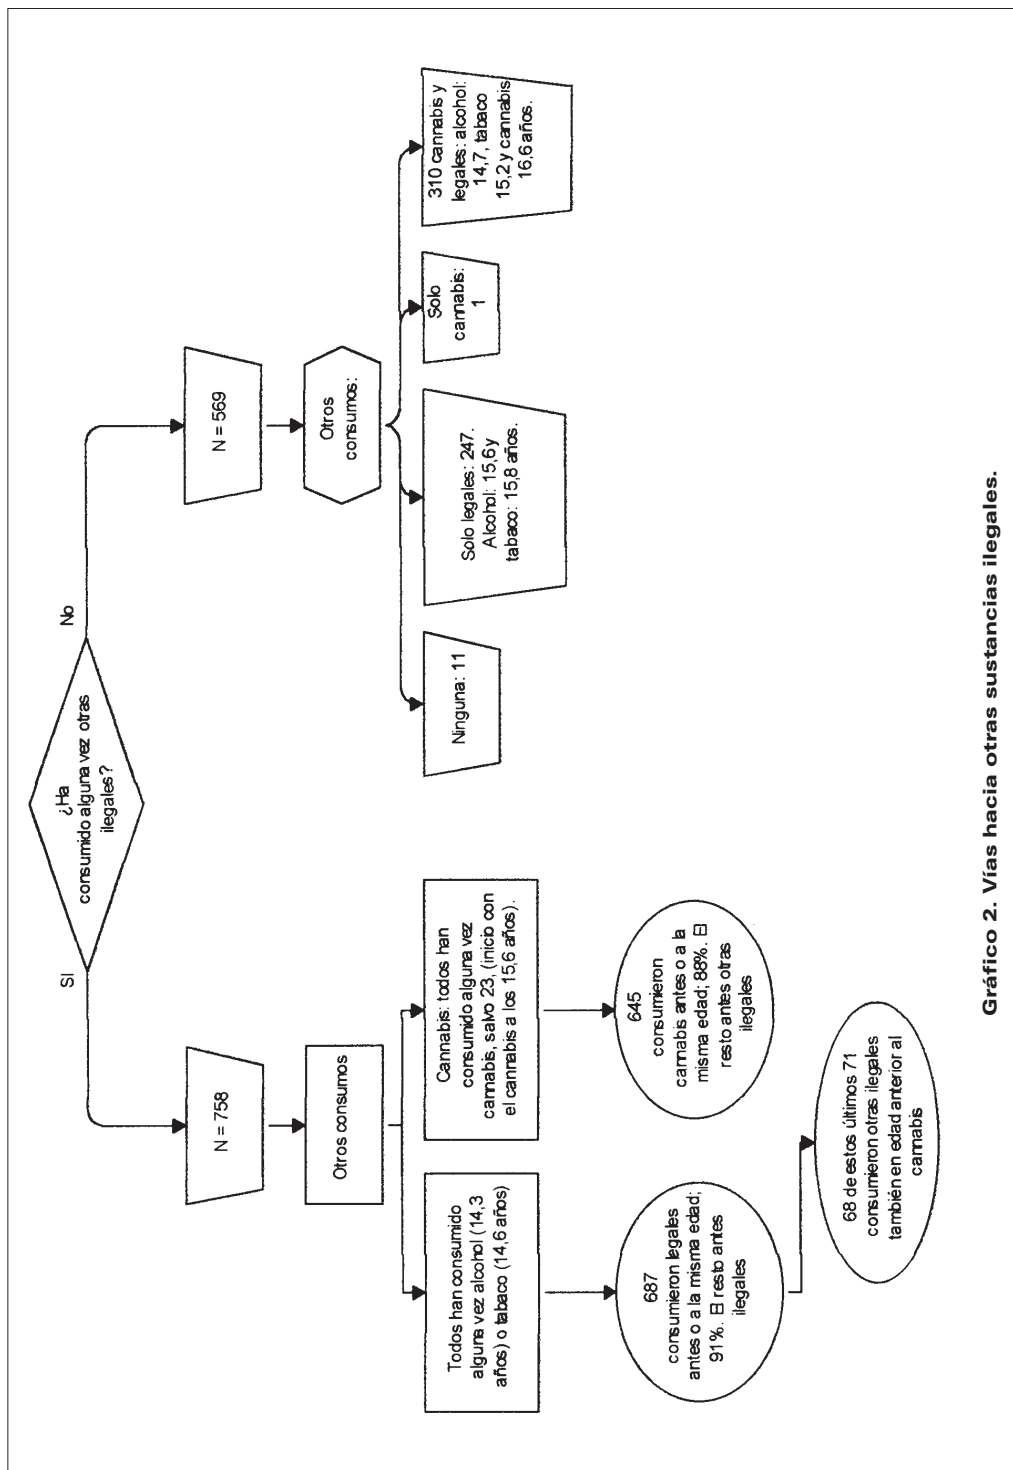 ¿Ha
consumido alguna vez otras
ilegales?
SI
No
N = 758
N = 569
Otros consumos
Otros
consumos:
Todos han consumido
alguna vez alcohol (14,3
años) o tabaco (14,6 años)
Cannabis: todos han
consumido alguna vez
cannabis, salvo 23, (inicio con
el cannabis a los 15,6 años).
Ninguna: 11
Solo legales: 247.
Alcohol: 15,6 y
tabaco: 15,8 años.
Solo
cannabis:
1
310 cannabis y
legales: alcohol:
14,7, tabaco
15,2 y cannabis
16,6 años.
687
consumieron legales
antes o a la misma edad;
91%. El resto antes
ilegales
645
consumieron
cannabis antes o a la
misma edad; 88%. El
resto antes otras
ilegales
68 de estos últimos 71
consumieron otras ilegales
también en edad anterior al
cannabis
Gráfico 2. Vías hacia otras sustancias ilegales.